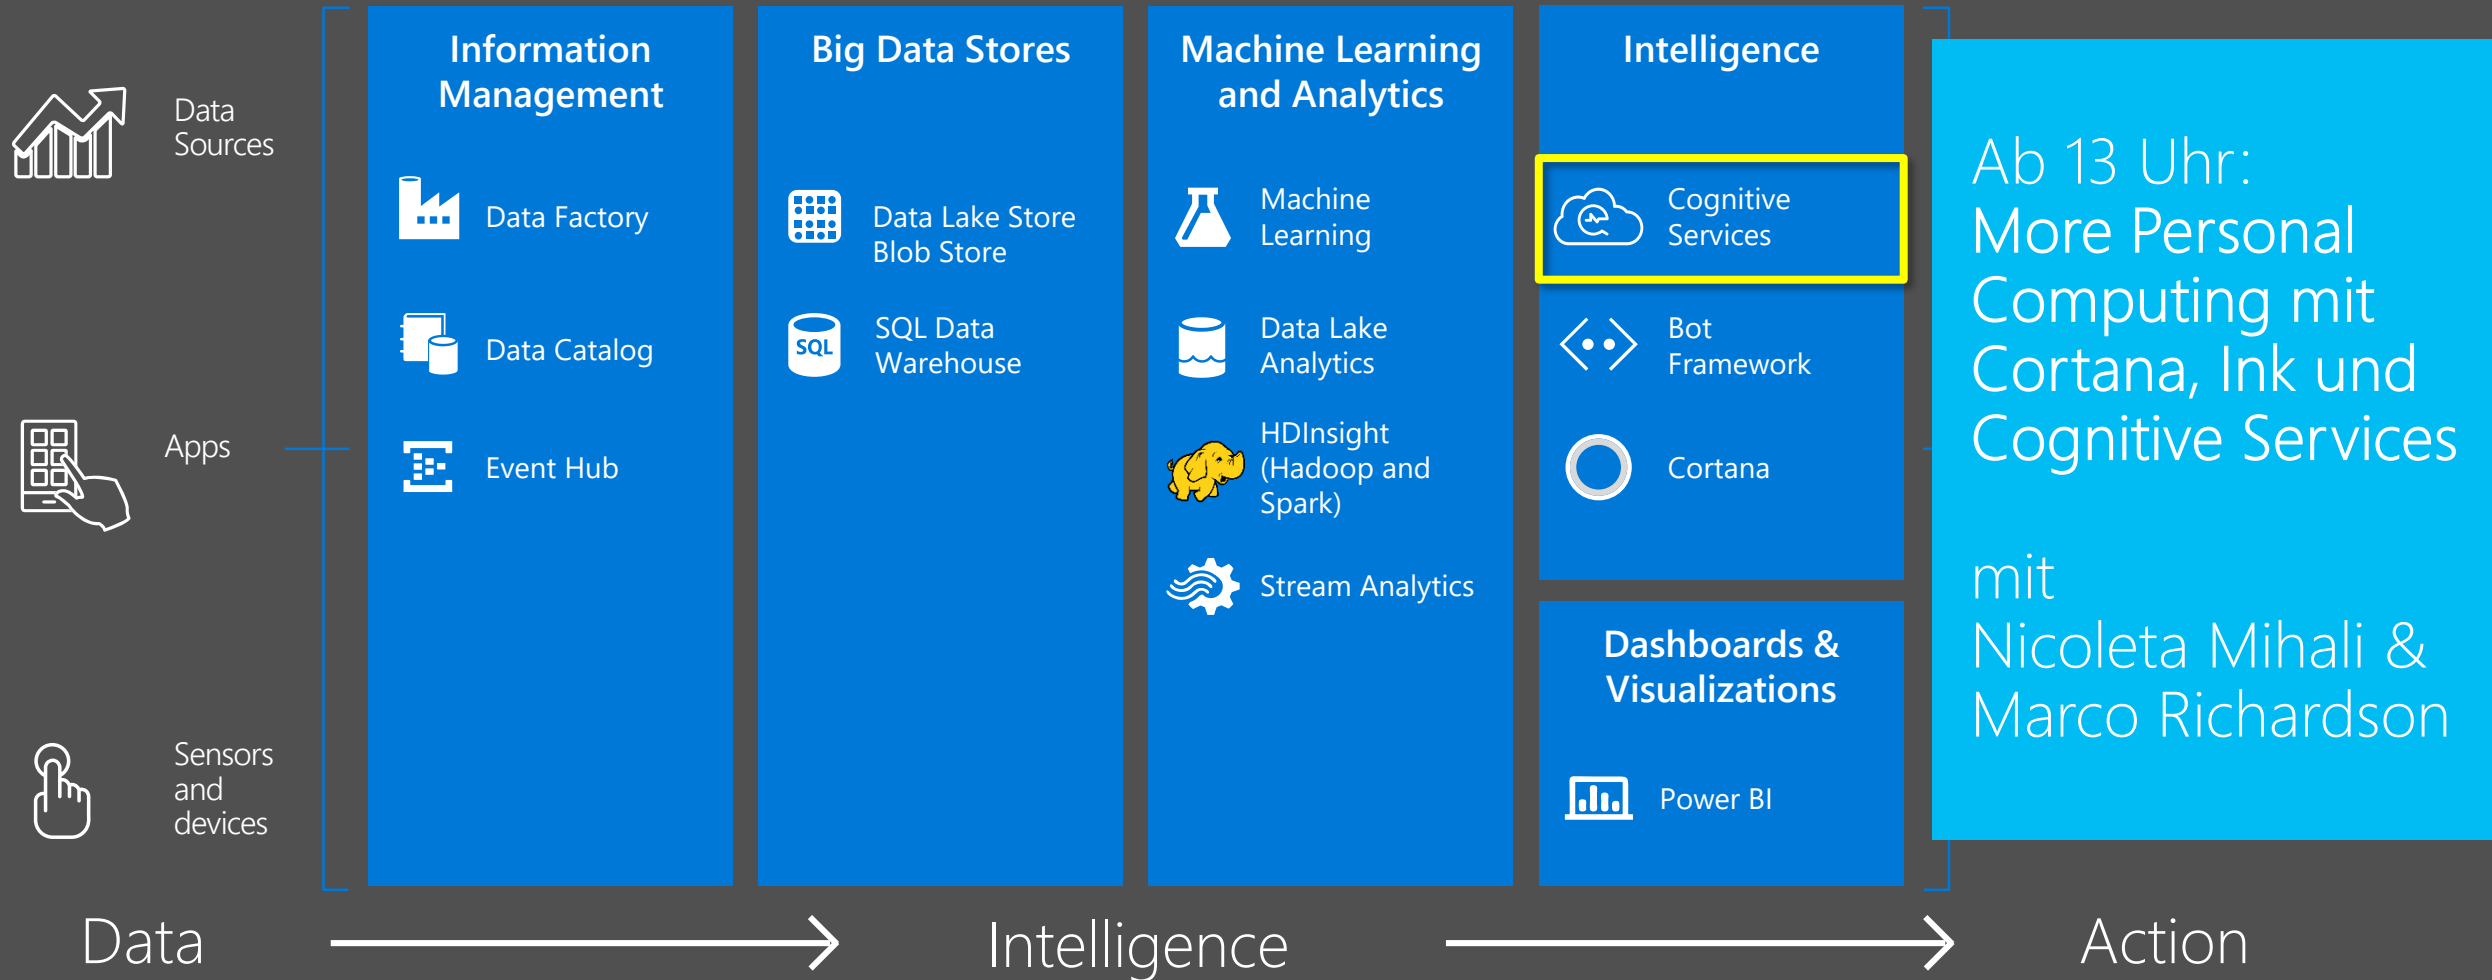 Data
Sources
Apps
Sensors
and
devices
Information
Management
Data Factory
Data Catalog
Event Hub
Big Data Stores
Data Lake Store
Blob Store
SQL
SQL Data
Warehouse
Machine Learning
and Analytics
Machine
Learning
Data Lake
Analytics
HDInsight
(Hadoop and
Spark)
Stream Analytics
Intelligence
Cognitive
Services
Bot
Framework
Cortana
Dashboards &
Visualizations
Power BI
Ab 13 Uhr:
More Personal
Computing mit
Cortana, Ink und
Cognitive Services
mit
Nicoleta Mihali &
Marco Richardson
Data
Intelligence
Action